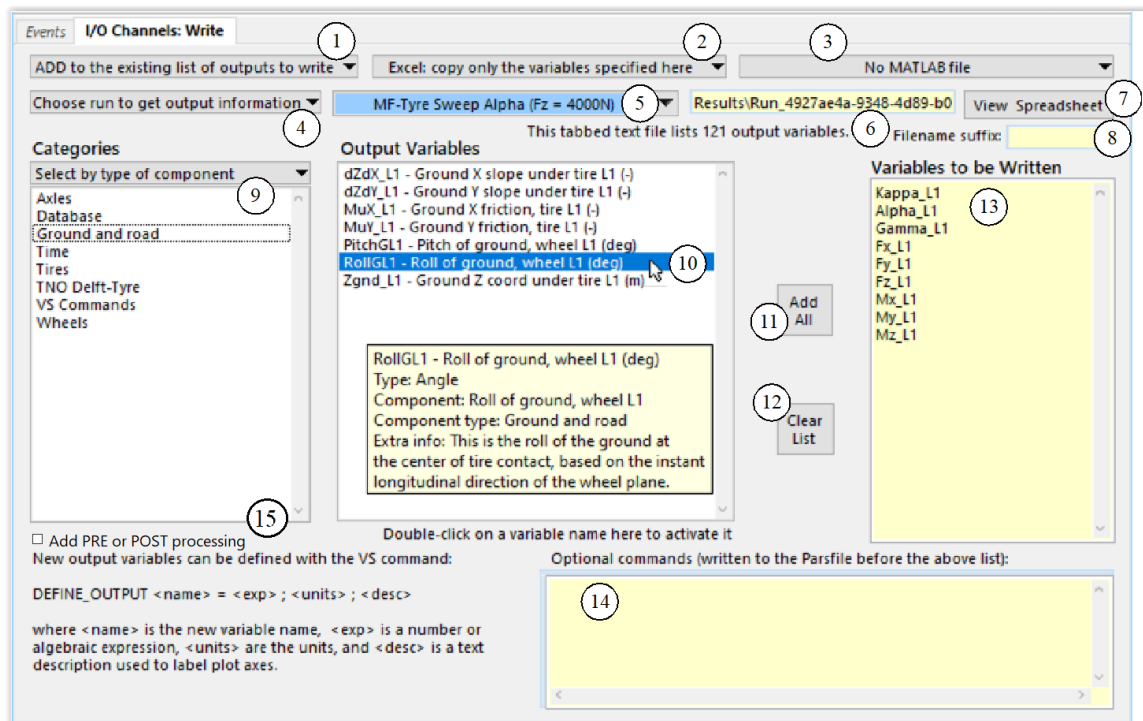 Events I/O Channels: Write
1 2 3
ADD to the existing list of outputs to write Excel: copy only the variables specified here No MATLAB file
Choose run to get output information MF-Tyre Sweep Alpha (Fz = 4000N) 5 Results\Run_4927ae4a-9348-4d89-b0 View Spreadsheet 7
4 This tabbed text file lists 121 output variables. 6 Filename suffix: 8
Categories Output Variables Variables to be Written
Select by type of component
9
Axles
Database
Ground and road
Time
Tires
TNO Delft-Tyre
VS Commands
Wheels
dZdX_L1 - Ground X slope under tire L1 (-)
dZdY_L1 - Ground Y slope under tire L1 (-)
MuX_L1 - Ground X friction, tire L1 (-)
MuY_L1 - Ground Y friction, tire L1 (-)
PitchGL1 - Pitch of ground, wheel L1 (deg)
RollGL1 - Roll of ground, wheel L1 (deg) 10
Zgnd_L1 - Ground Z coord under tire L1 (m)
RollGL1 - Roll of ground, wheel L1 (deg)
Type: Angle
Component: Roll of ground, wheel L1
Component type: Ground and road
Extra info: This is the roll of the ground at
the center of tire contact, based on the instant
longitudinal direction of the wheel plane.
Add
All
11
12
Clear
List
Kappa_L1
Alpha_L1 13
Gamma_L1
Fx_L1
Fy_L1
Fz_L1
Mx_L1
My_L1
Mz_L1
15
Add PRE or POST processing
Double-click on a variable name here to activate it
New output variables can be defined with the VS command:
DEFINE_OUTPUT <name> = <exp> ; <units> ; <desc>
where <name> is the new variable name, <exp> is a number or
algebraic expression, <units> are the units, and <desc> is a text
description used to label plot axes.
Optional commands (written to the Parsfile before the above list):
14